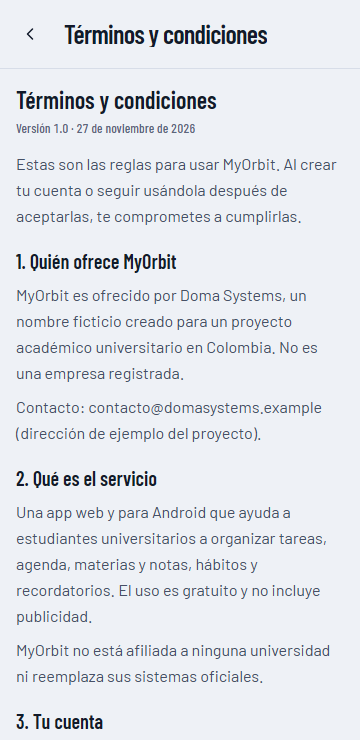 Términos y condiciones
Términos y condiciones
Versión 1.0 · 27 de noviembre de 2026
Estas son las reglas para usar MyOrbit. Al crear
tu cuenta o seguir usándola después de
aceptarlas, te comprometes a cumplirlas.
1. Quién ofrece MyOrbit
MyOrbit es ofrecido por Doma Systems, un
nombre ficticio creado para un proyecto
académico universitario en Colombia. No es
una empresa registrada.
Contacto: contacto@domasystems.example
(dirección de ejemplo del proyecto).
2. Qué es el servicio
Una app web y para Android que ayuda a
estudiantes universitarios a organizar tareas,
agenda, materias y notas, hábitos y
recordatorios. El uso es gratuito y no incluye
publicidad.
MyOrbit no está afiliada a ninguna universidad
ni reemplaza sus sistemas oficiales.
3. Tu cuenta